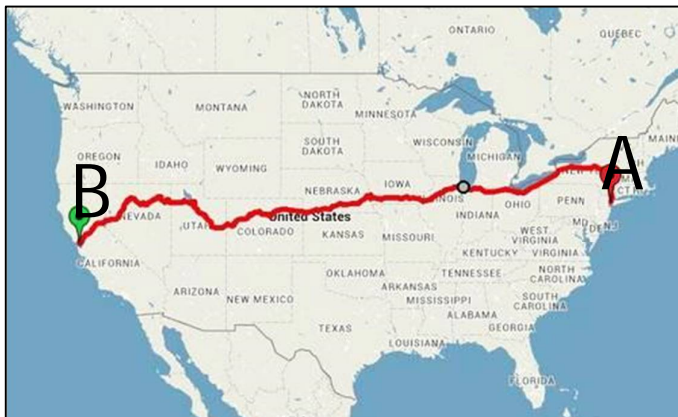 ONTARIO
QUÉBEC
WASHINGTON
MONTANA
NORTH
DAKOTA
MINNESOTA
MAINE
OREGON
IDAHO
WYOMING
SOUTH
DAKOTA
WISCONSIN
MICHIGAN
A
B
NEVADA
UTAH
COLORADO
NEBRASKA
IOWA
INDIANA
OHIO
PENN
United States
KANSAS
MISSOURI
WEST
VIRGINIA
MD
KENTUCKY
VIRGINIA
CALIFORNIA
ARIZONA
NEW MEXICO
OKLAHOMA
ARKANSAS
TENNESSEE
NORTH
CAROLINA
MISSISSIPPI
SOUTH
CAROLINA
ALABAMA
GEORGIA
TEXAS
LOUISIANA
FLORIDA